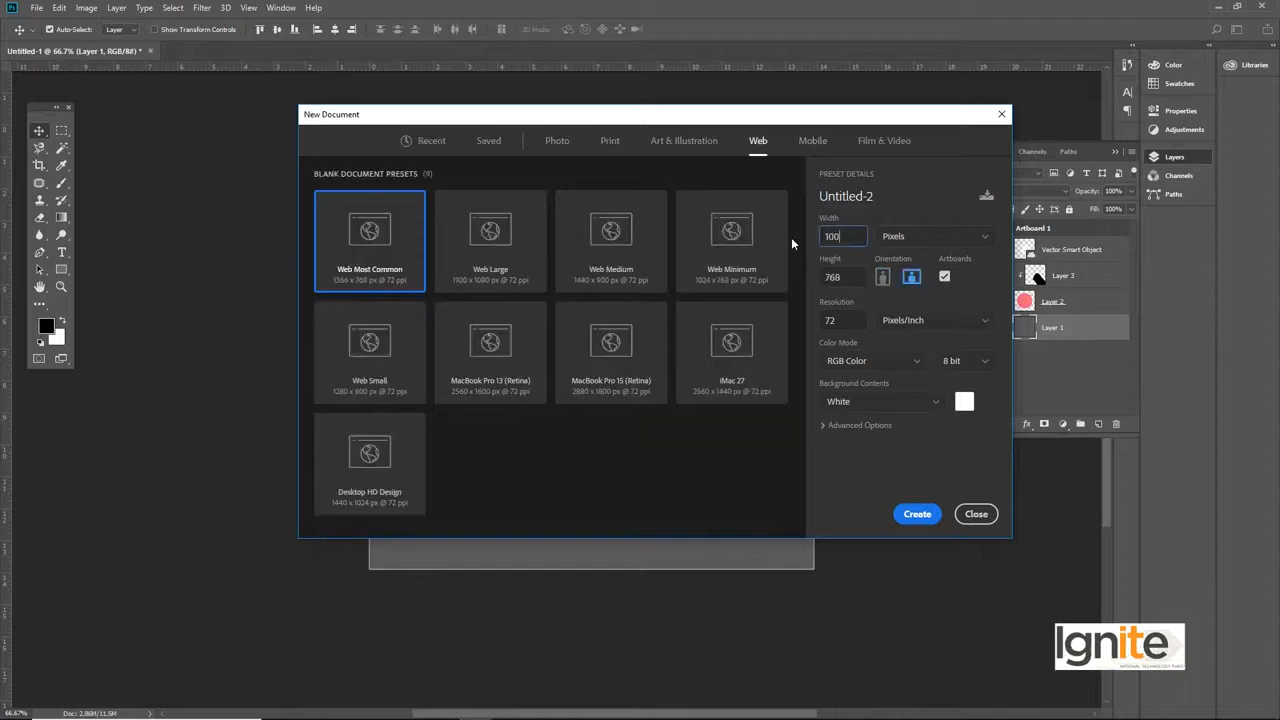 Ps File Edit Image Layer Type Select Filter 3D View Window Help
Auto-Select: Layer Show Transform Controls 3D Mode:
Untitled-1 @ 66.7% (Layer 1, RGB/8#) *
New Document
Recent Saved Photo Print Art & Illustration Web Mobile Film & Video
BLANK DOCUMENT PRESETS (9)
Web Most Common
1366 x 768 px @ 72 ppi
Web Large
1920 x 1080 px @ 72 ppi
Web Medium
1440 x 900 px @ 72 ppi
Web Minimum
1024 x 768 px @ 72 ppi
Web Small
1280 x 800 px @ 72 ppi
MacBook Pro 13 (Retina)
2560 x 1600 px @ 72 ppi
MacBook Pro 15 (Retina)
2880 x 1800 px @ 72 ppi
iMac 27
2560 x 1440 px @ 72 ppi
Desktop HD Design
1440 x 1024 px @ 72 ppi
PRESET DETAILS
Untitled-2
Width
100 Pixels
Height Orientation Artboards
768
Resolution
72 Pixels/Inch
Color Mode
RGB Color 8 bit
Background Contents
White
Advanced Options
Create Close
Color
Swatches
Properties
Adjustments
Layers
Channels
Paths
Libraries
Channels Paths
Opacity: 100%
Fill: 100%
Artboard 1
Vector Smart Object
Layer 3
Layer 2
Layer 1
Ignite
66.67% Doc: 2.86M/11.5M